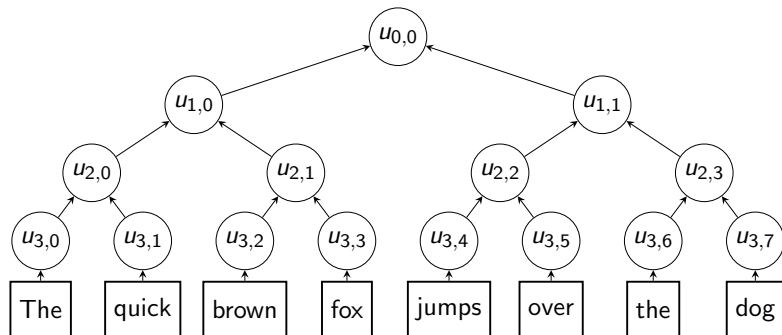 u0,0
u1,0 u1,1
u2,0 u2,1 u2,2 u2,3
u3,0 u3,1 u3,2 u3,3 u3,4 u3,5 u3,6 u3,7
The quick brown fox jumps over the dog